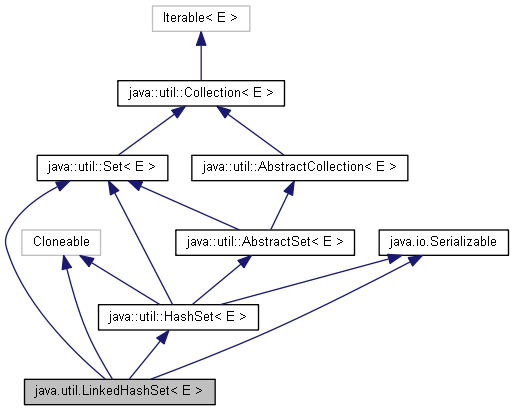 Iterable< E >
java::util::Collection< E >
java::util::Set< E >
java::util::AbstractCollection< E >
Cloneable
java::util::AbstractSet< E >
java.io.Serializable
java::util::HashSet< E >
java.util.LinkedHashSet< E >